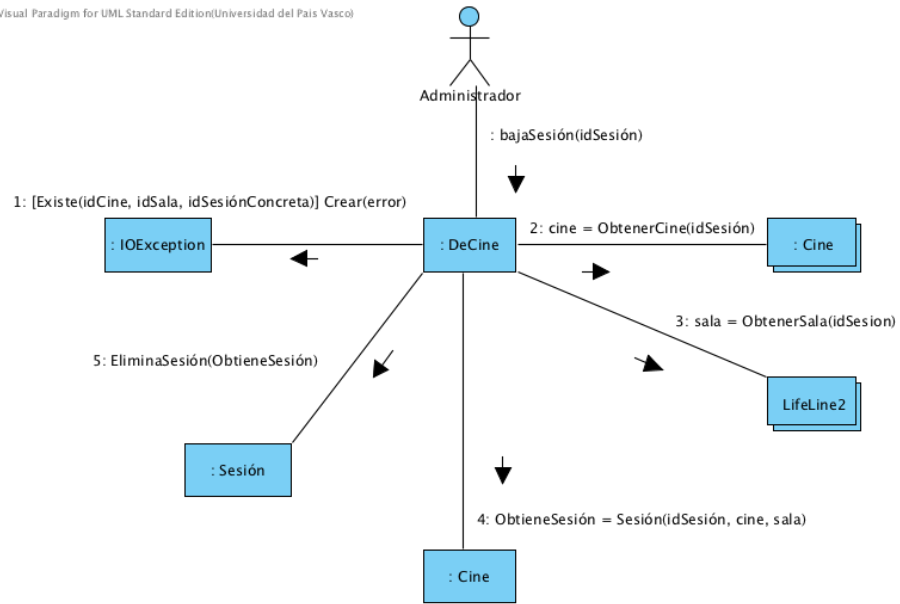 Visual Paradigm for UML Standard Edition(Universidad del Pais Vasco)
Administrador
: bajaSesión(idSesión)
1: [Existe(idCine, idSala, idSesiónConcreta)] Crear(error)
2: cine = ObtenerCine(idSesión)
: IOException
: DeCine
: Cine
3: sala = ObtenerSala(idSesion)
5: EliminaSesión(ObtieneSesión)
LifeLine2
: Sesión
4: ObtieneSesión = Sesión(idSesión, cine, sala)
: Cine